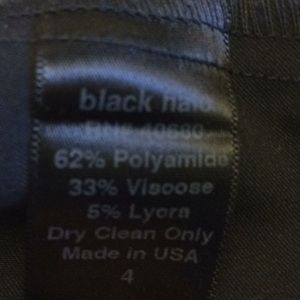 black halo
62% Polyamide
33% Viscose
5% Lycra
Dry Clean Only
Made in USA
4